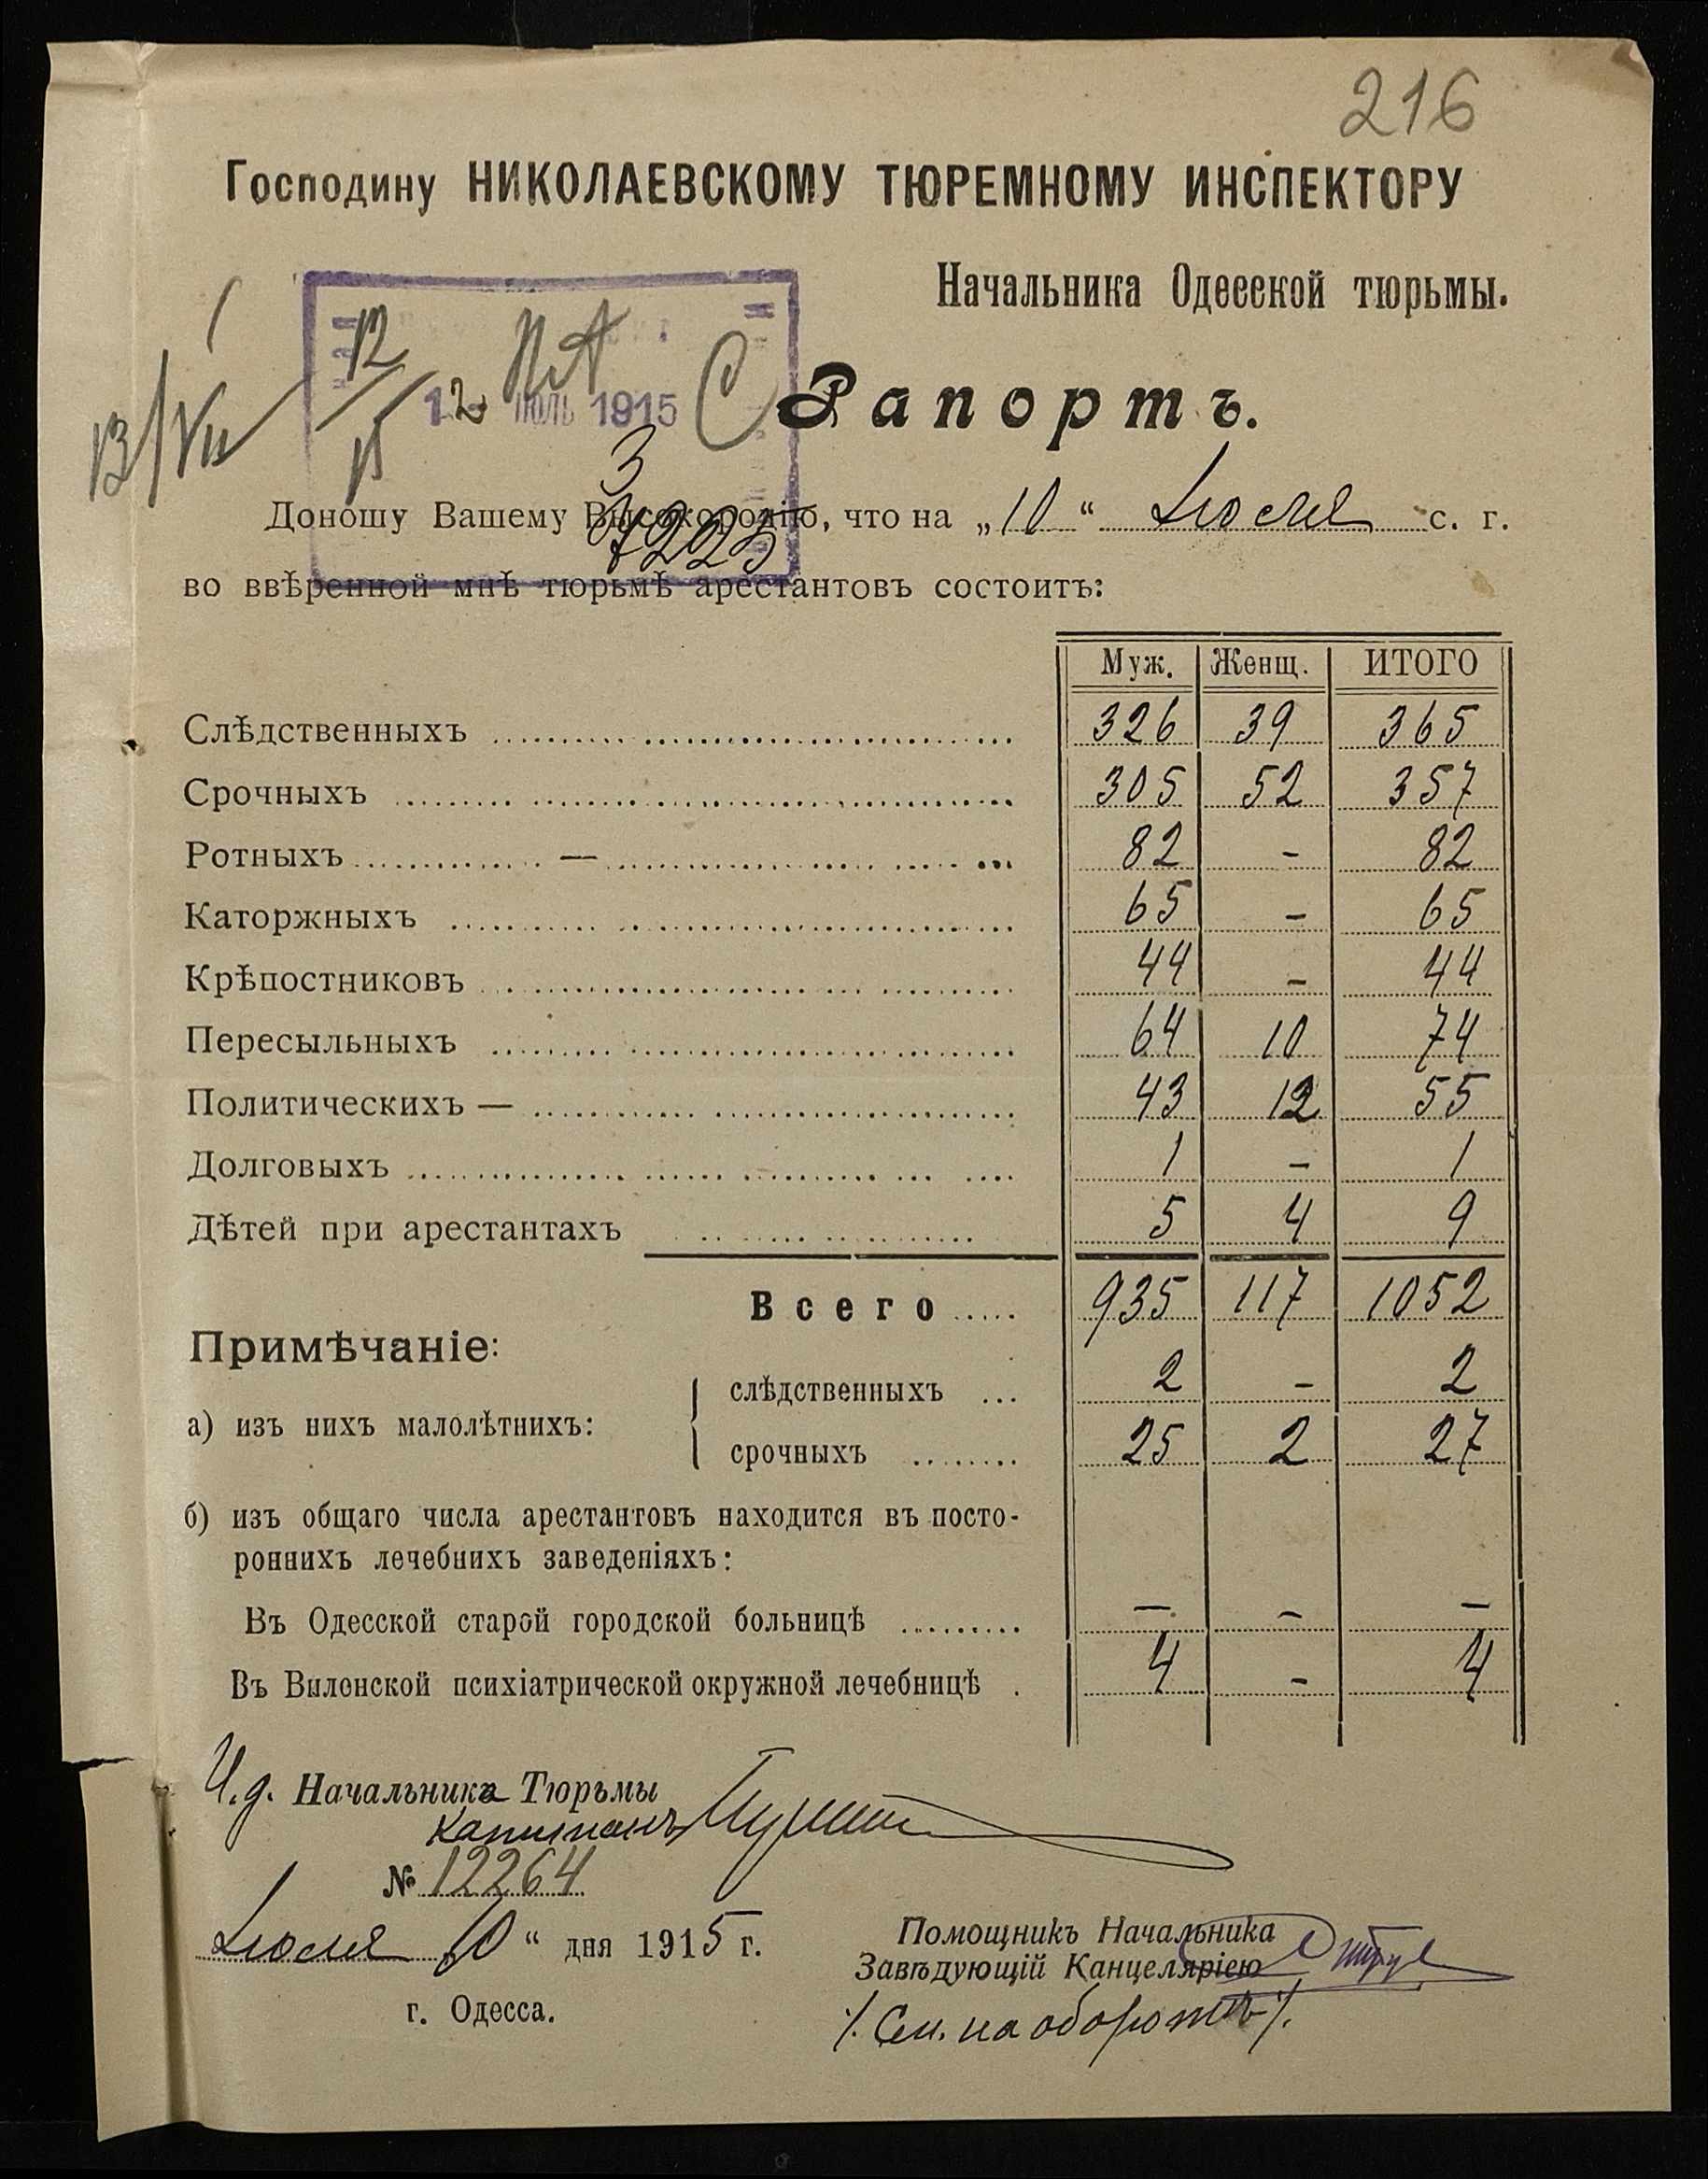 216
Господину НИКОЛАЕВСКОМУ ТЮРЕМНОМУ ИНСПЕКТОРУ
Начальника Одесской тюрьмы.
12 ІЮЛЬ 1915
12/15
13/VII
Рапортъ.
3
7225
Доношу Вашему Высокородію, что на „10“ Іюля с. г.
во ввѣренной мнѣ тюрьмѣ арестантовъ состоитъ:
Муж. Женщ. ИТОГО
Слѣдственныхъ 326 39 365
Срочныхъ 305 52 357
Ротныхъ — 82 - 82
Каторжныхъ 65 - 65
Крѣпостниковъ 44 - 44
Пересыльныхъ 64 10 74
Политическихъ — 43 12 55
Долговыхъ 1 - 1
Дѣтей при арестантахъ 5 4 9
Всего 935 117 1052
Примѣчаніе:
а) изъ нихъ малолѣтнихъ:
слѣдственныхъ 2 - 2
срочныхъ 25 2 27
б) изъ общаго числа арестантовъ находится въ посто-
роннихъ лечебнихъ заведеніяхъ:
Въ Одесской старой городской больницѣ — - —
Въ Виленской психіатрической окружной лечебницѣ 4 - 4
И.д. Начальника Тюрьмы
Капитанъ
№ 12264
Іюля 10 “ дня 1915 г.
г. Одесса.
Помощникъ Начальника
Завѣдующій Канцеляріею
./. См. на оборотѣ ./.